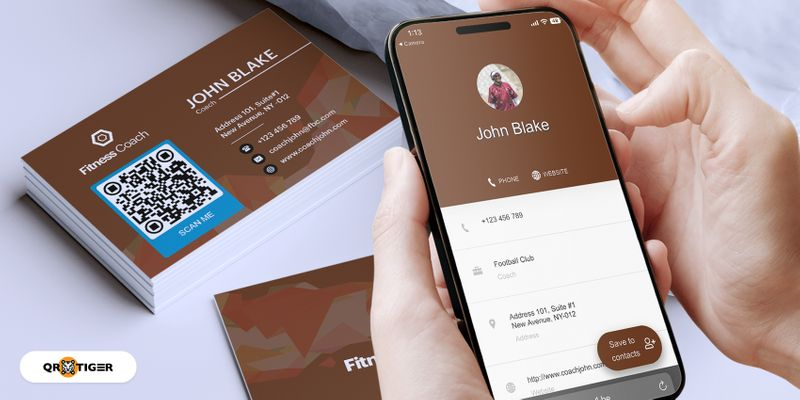 JOHN BLAKE
Coach
Address 101, Suite#1
New Avenue, NY -012
+123 456 789
coachjohn@fbc.com
www.coachjohn.com
Fitness Coach
SCAN ME
Fitne
QR TIGER
1:13
Camera
John Blake
PHONE
WEBSITE
+123 456 789
Football Club
Coach
Address 101, Suite #1
New Avenue, NY-012
Address
http://www.coachjohn.com
Save to
contacts